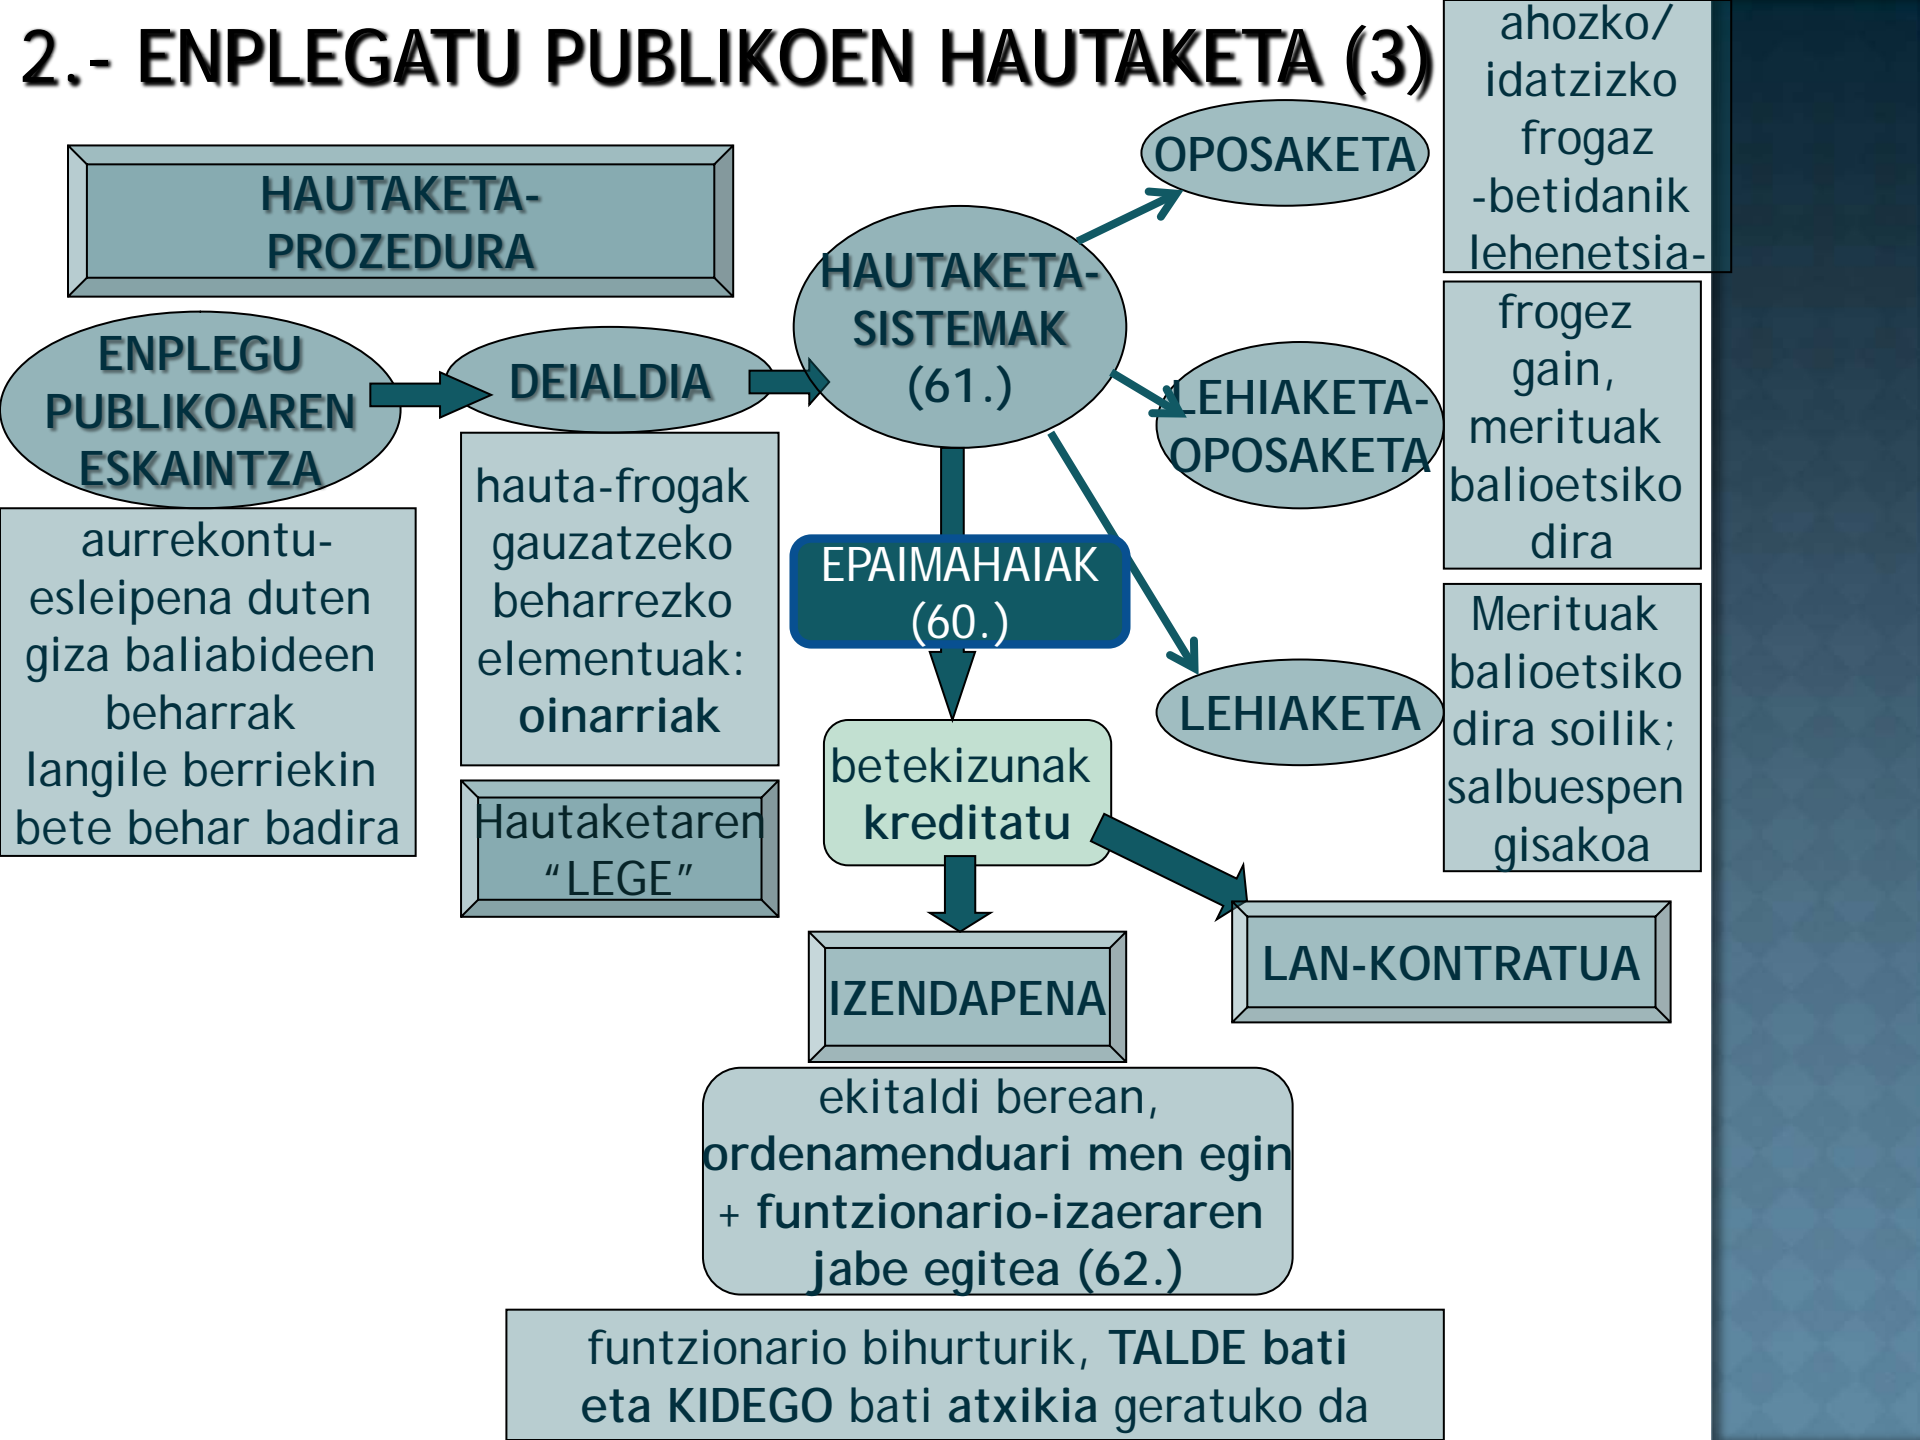 2.- ENPLEGATU PUBLIKOEN HAUTAKETA (3)
HAUTAKETA-
PROZEDURA
ENPLEGU
PUBLIKOAREN
ESKAINTZA
aurrekontu-
esleipena duten
giza baliabideen
beharrak
langile berriekin
bete behar badira
DEIALDIA
hauta-frogak
gauzatzeko
beharrezko
elementuak:
oinarriak
Hautaketaren
“LEGE”
HAUTAKETA-
SISTEMAK
(61.)
OPOSAKETA
ahozko/
idatzizko
frogaz
-betidanik
lehenetsia-
LEHIAKETA-
OPOSAKETA
frogez
gain,
merituak
balioetsiko
dira
LEHIAKETA
Merituak
balioetsiko
dira soilik;
salbuespen
gisakoa
EPAIMAHAIAK
(60.)
betekizunak
kreditatu
LAN-KONTRATUA
IZENDAPENA
ekitaldi berean,
ordenamenduari men egin
+ funtzionario-izaeraren
jabe egitea (62.)
funtzionario bihurturik, TALDE bati
eta KIDEGO bati atxikia geratuko da